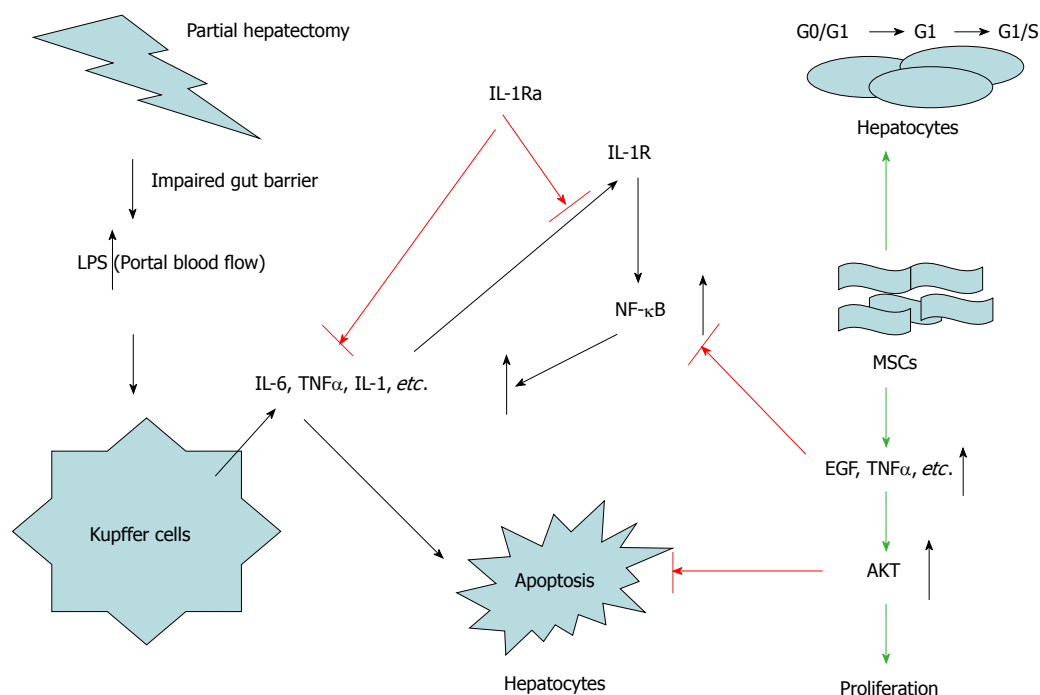 Partial hepatectomy
G0/G1 G1 G1/S
Hepatocytes
IL-1Ra
IL-1R
Impaired gut barrier
LPS (Portal blood flow)
NF-κB
MSCs
IL-6, TNFα, IL-1, etc.
EGF, TNFα, etc.
Kupffer cells
Apoptosis
AKT
Hepatocytes
Proliferation